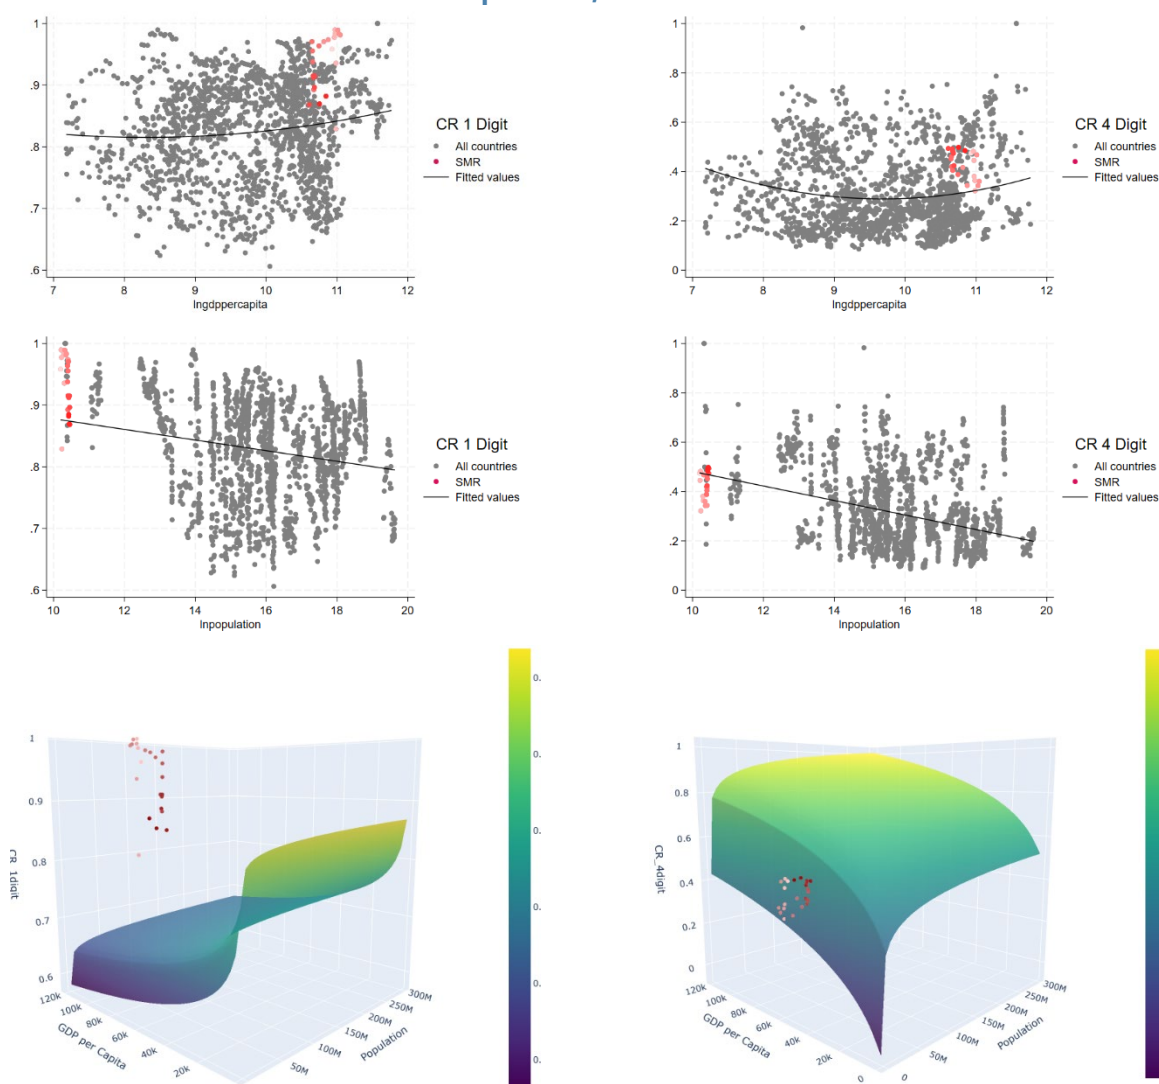 1
.9
.8
.7
.6
7 8 9 10 11 12
lngdppercapita
CR 1 Digit
All countries
SMR
Fitted values
1
.8
.6
.4
.2
0
7 8 9 10 11 12
lngdppercapita
CR 4 Digit
All countries
SMR
Fitted values
1
.9
.8
.7
.6
10 12 14 16 18 20
lnpopulation
CR 1 Digit
All countries
SMR
Fitted values
1
.8
.6
.4
.2
0
10 12 14 16 18 20
lnpopulation
CR 4 Digit
All countries
SMR
Fitted values
1
0.9
0.8
0.7
0.6
CR_1digit
120k
100k
80k
60k
40k
20k
GDP per Capita
50M
100M
150M
200M
250M
300M
Population
0.
0.
0.
0.
0.
0.
1
0.8
0.6
0.4
0.2
0
CR_4digit
120k
100k
80k
60k
40k
20k
0
GDP per Capita
0
50M
100M
150M
200M
250M
300M
Population